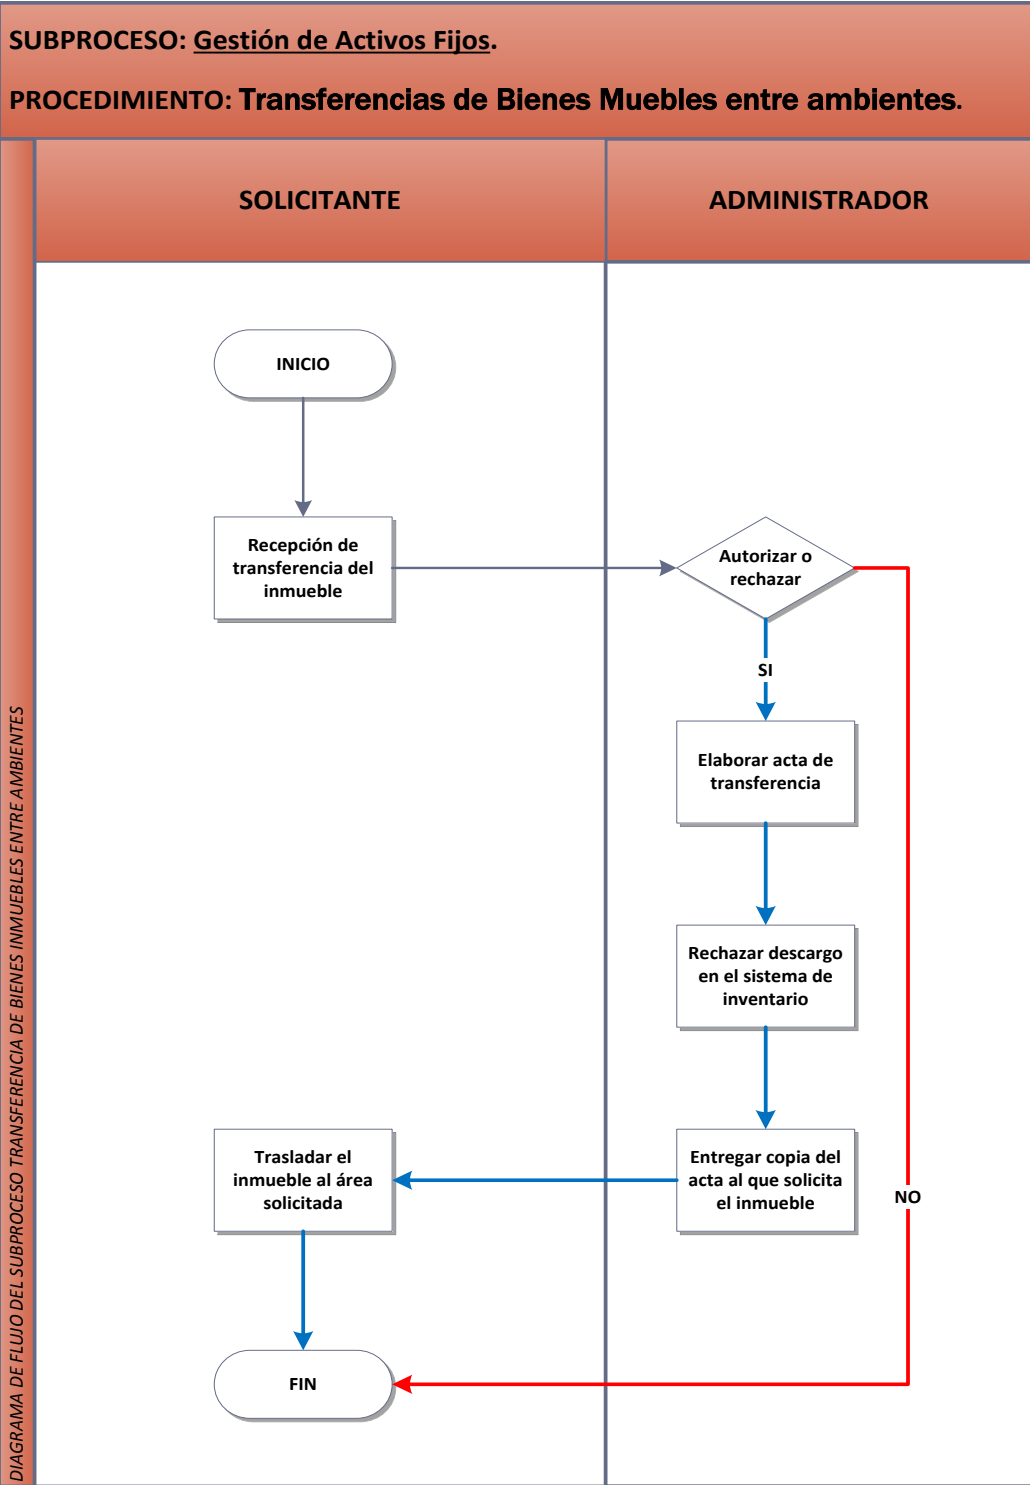 SUBPROCESO: Gestión de Activos Fijos.
PROCEDIMIENTO: Transferencias de Bienes Muebles entre ambientes.
SOLICITANTE
ADMINISTRADOR
DIAGRAMA DE FLUJO DEL SUBPROCESO TRANSFERENCIA DE BIENES INMUEBLES ENTRE AMBIENTES
INICIO
Recepción de
transferencia del
inmueble
Autorizar o
rechazar
SI
Elaborar acta de
transferencia
Rechazar descargo
en el sistema de
inventario
Entregar copia del
acta al que solicita
el inmueble
NO
Trasladar el
inmueble al área
solicitada
FIN